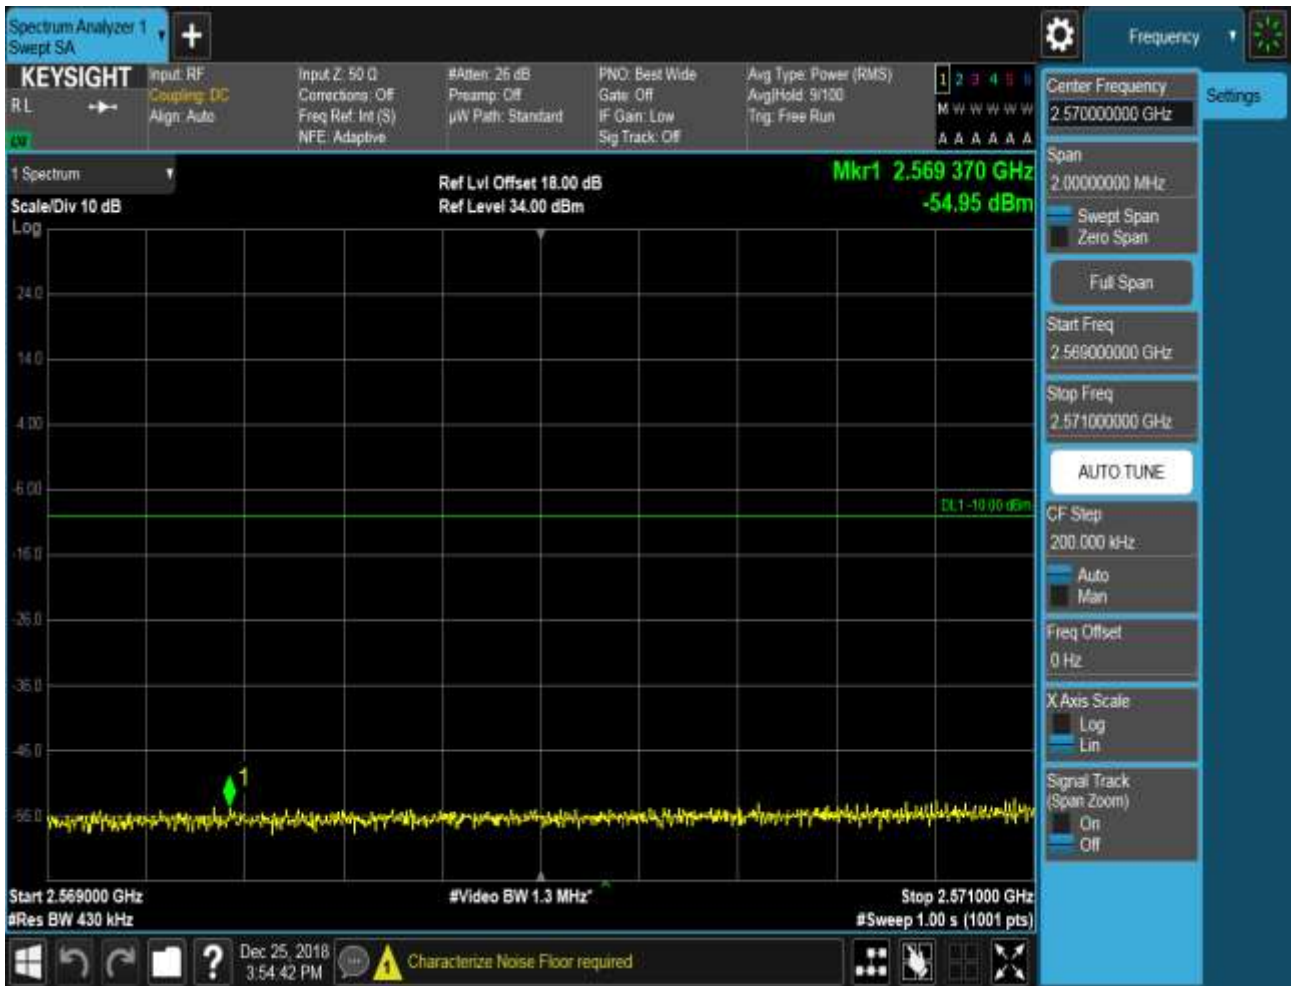 Spectrum Analyzer 1
Swept SA
Frequency
KEYSIGHT
R L
Input: RF
Coupling: DC
Align: Auto
Input Z: 50 Ω
Corrections: Off
Freq Ref: Int (S)
NFE: Adaptive
#Atten: 26 dB
Preamp: Off
µW Path: Standard
PNO: Best Wide
Gate: Off
IF Gain: Low
Sig Track: Off
Avg Type: Power (RMS)
Avg|Hold: 9/100
Trig: Free Run
1 2 3 4 5 6
M W W W W W
A A A A A A
1 Spectrum
Scale/Div 10 dB
Log
Ref Lvl Offset 18.00 dB
Ref Level 34.00 dBm
Mkr1 2.569 370 GHz
-54.95 dBm
24.0
14.0
4.00
-6.00
-16.0
-26.0
-36.0
-46.0
-56.0
DL1 -10.00 dBm
1
Start 2.569000 GHz
#Res BW 430 kHz
#Video BW 1.3 MHz*
Stop 2.571000 GHz
#Sweep 1.00 s (1001 pts)
Center Frequency
2.570000000 GHz
Settings
Span
2.00000000 MHz
Swept Span
Zero Span
Full Span
Start Freq
2.569000000 GHz
Stop Freq
2.571000000 GHz
AUTO TUNE
CF Step
200.000 kHz
Auto
Man
Freq Offset
0 Hz
X Axis Scale
Log
Lin
Signal Track
(Span Zoom)
On
Off
?
Dec 25, 2018
3:54:42 PM
1
Characterize Noise Floor required